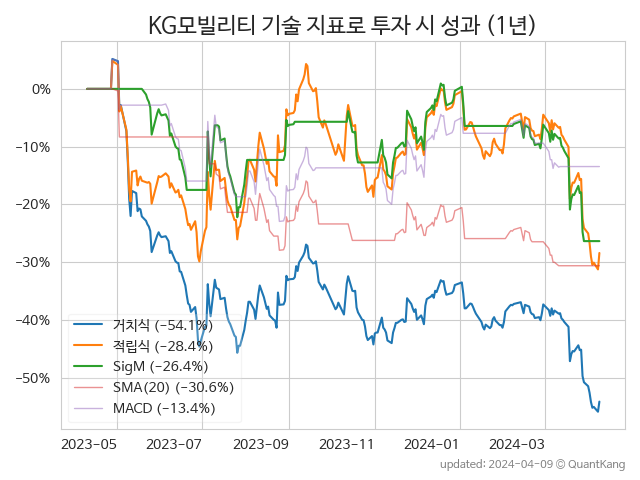 KG모빌리티 기술 지표로 투자 시 성과 (1년)
0%
−10%
−20%
−30%
−40%
−50%
거치식 (−54.1%)
적립식 (−28.4%)
SigM (−26.4%)
SMA(20) (−30.6%)
MACD (−13.4%)
2023-05 2023-07 2023-09 2023-11 2024-01 2024-03
updated: 2024-04-09 ⓒ QuantKang